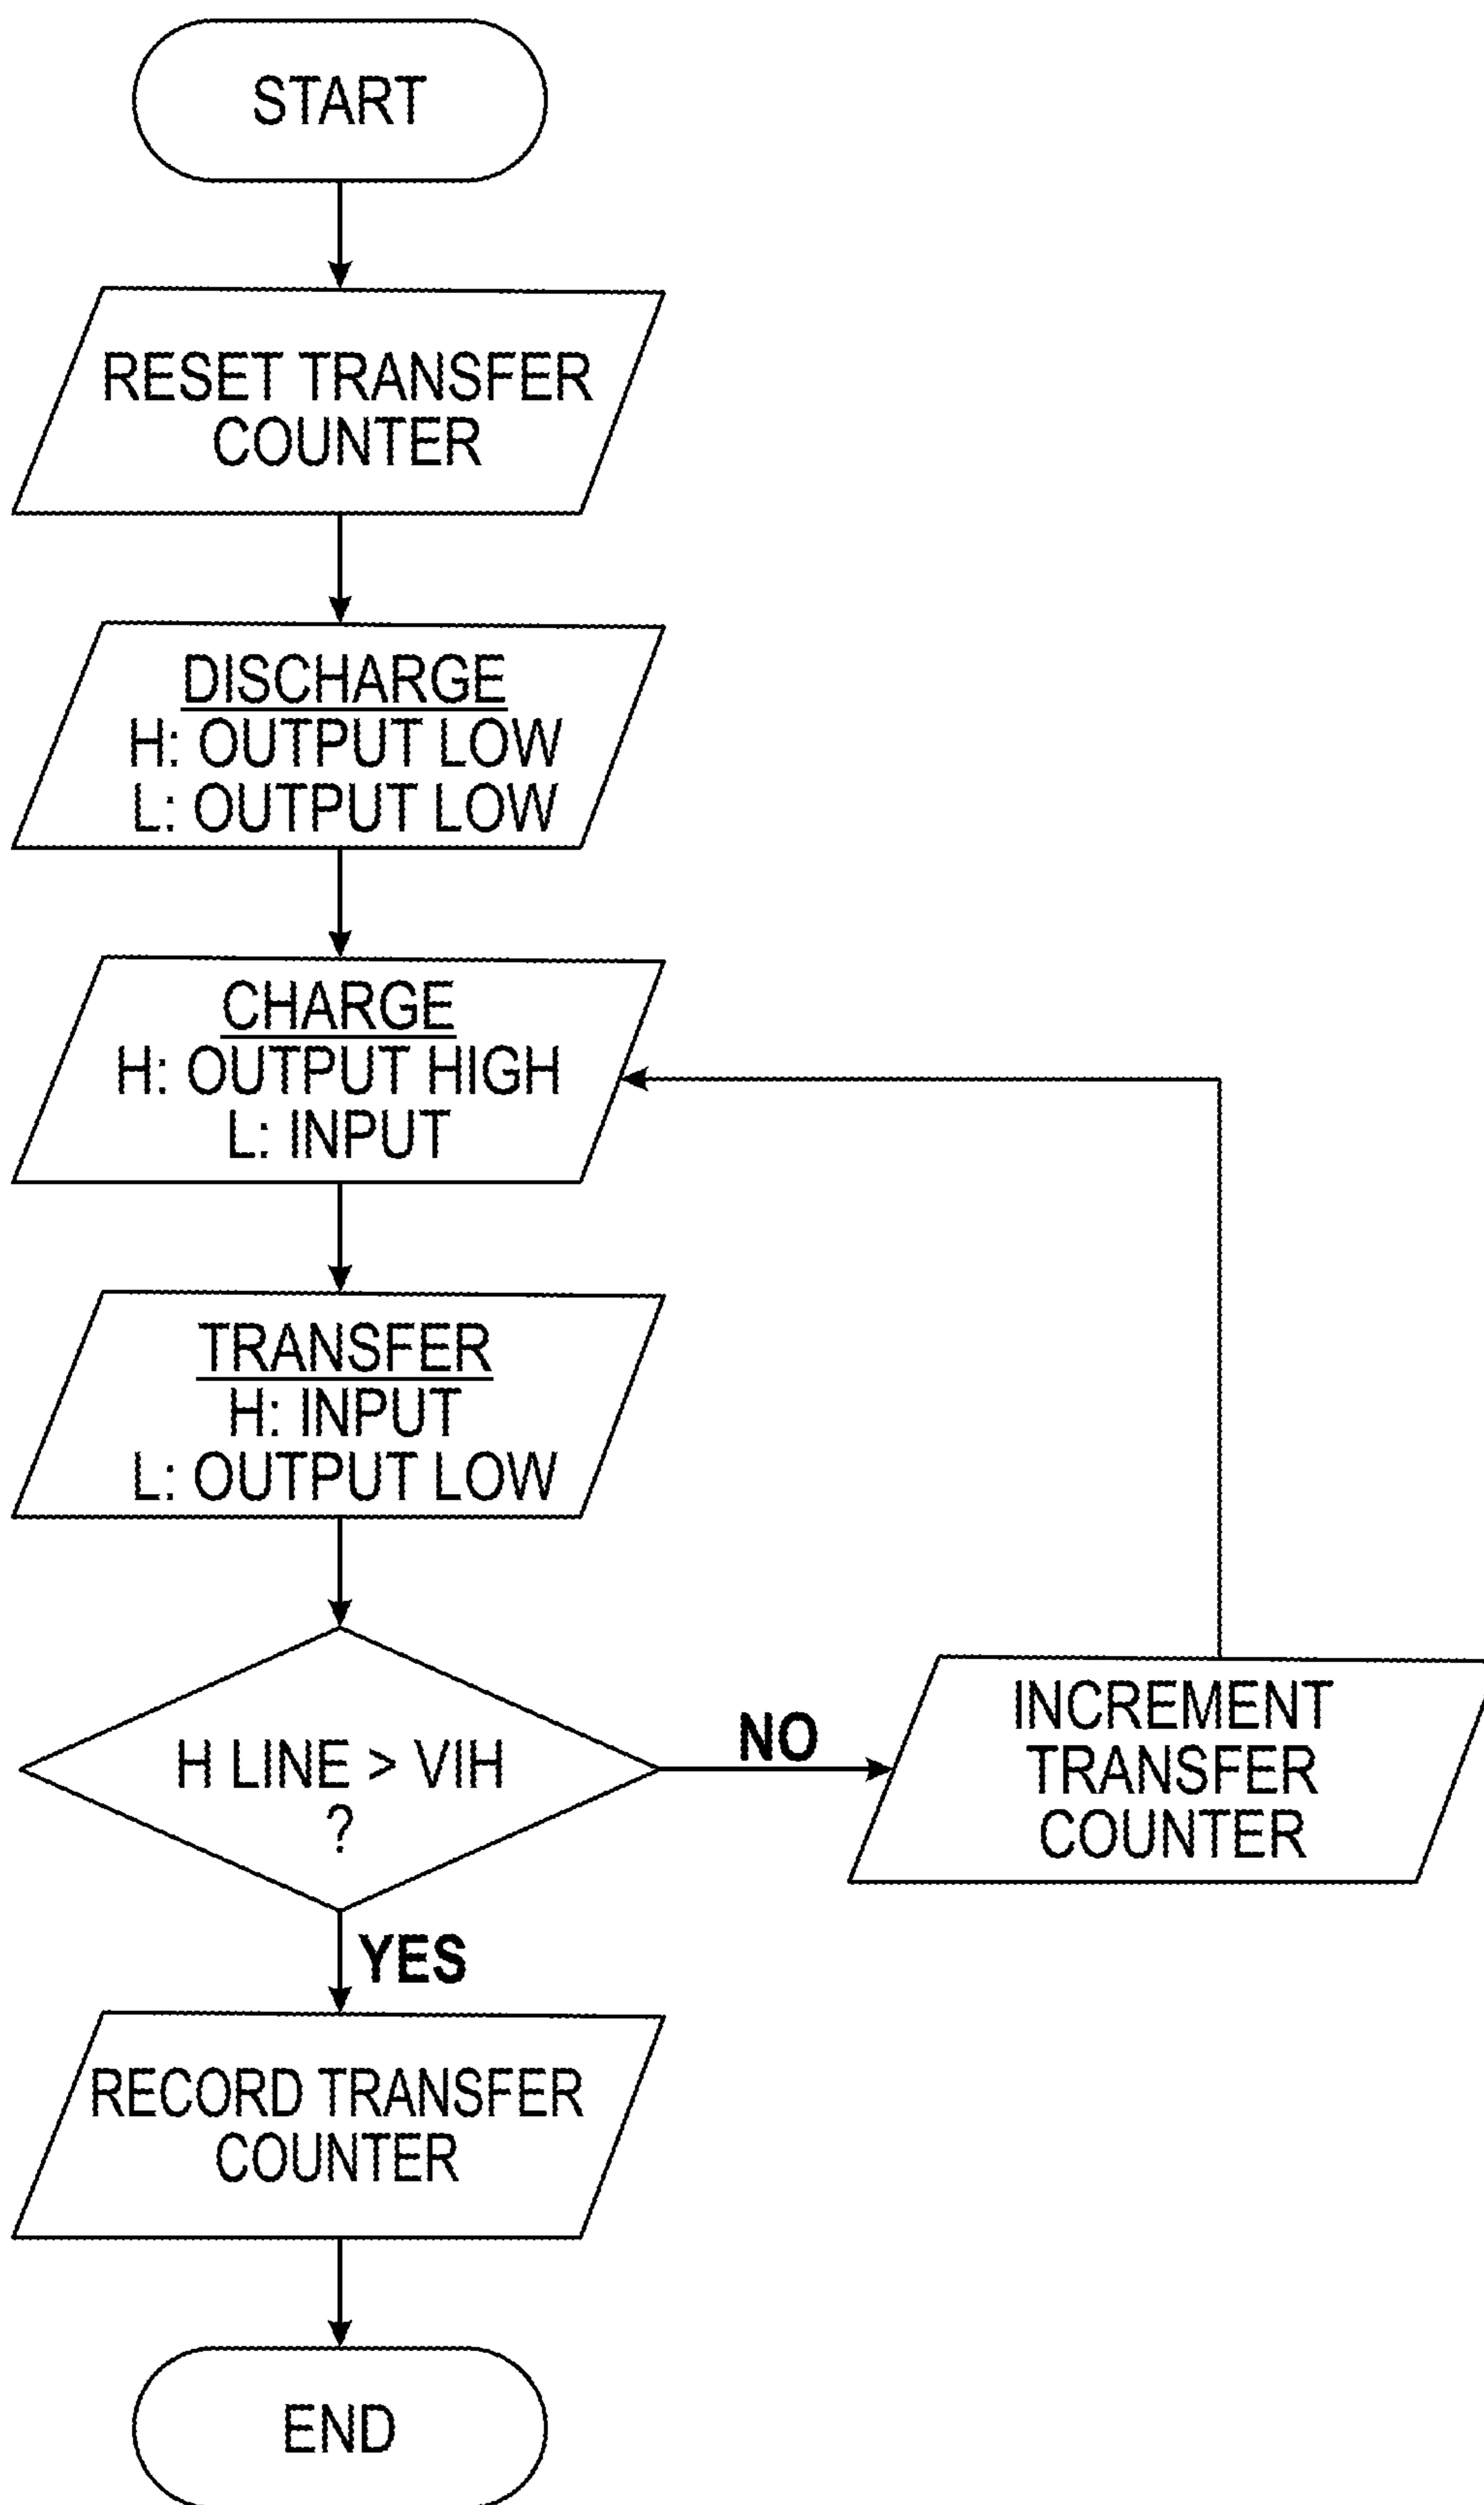 START
RESET TRANSFER
COUNTER
DISCHARGE
H: OUTPUT LOW
L: OUTPUT LOW
CHARGE
H: OUTPUT HIGH
L: INPUT
TRANSFER
H: INPUT
L: OUTPUT LOW
H LINE > VIH
?
NO
INCREMENT
TRANSFER
COUNTER
YES
RECORD TRANSFER
COUNTER
END